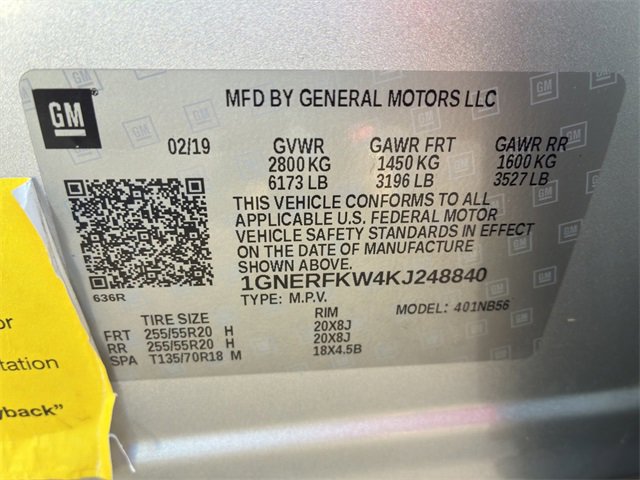 GM
MFD BY GENERAL MOTORS LLC
02/19 GVWR GAWR FRT GAWR RR
2800 KG 1450 KG 1600 KG
6173 LB 3196 LB 3527 LB
THIS VEHICLE CONFORMS TO ALL
APPLICABLE U.S. FEDERAL MOTOR
VEHICLE SAFETY STANDARDS IN EFFECT
ON THE DATE OF MANUFACTURE
SHOWN ABOVE.
636R
1GNERFKW4KJ248840
TYPE: M.P.V. MODEL: 401NB56
TIRE SIZE RIM
FRT 255/55R20 H 20X8J
RR 255/55R20 H 20X8J
SPA T135/70R18 M 18X4.5B
or
tation
yback”